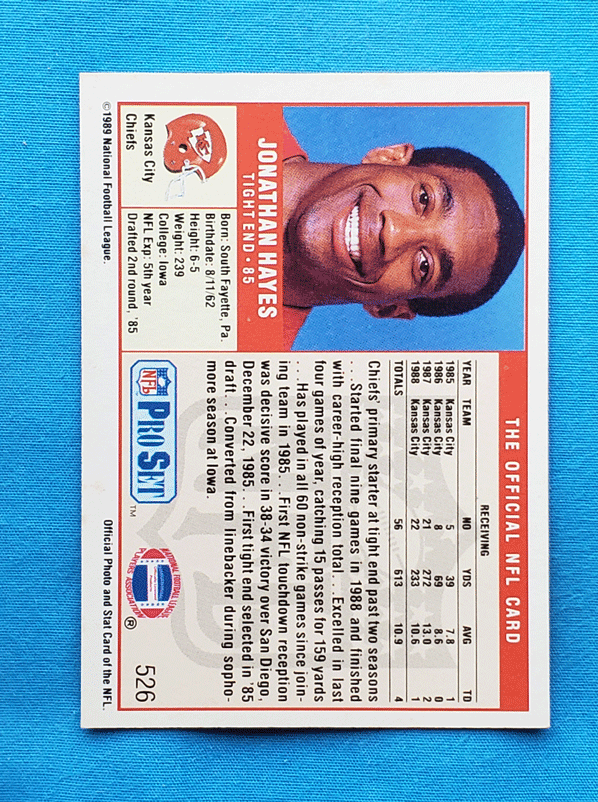 THE OFFICIAL NFL CARD
JONATHAN HAYES
TIGHT END • 85
KC
Kansas City
Chiefs
Born: South Fayette, Pa.
Birthdate: 8/11/62
Height: 6-5
Weight: 239
College: Iowa
NFL Exp: 5th year
Drafted 2nd round, '85
RECEIVING
YEAR TEAM NO YDS AVG TD
1985 Kansas City 5 39 7.8 1
1986 Kansas City 8 69 8.6 0
1987 Kansas City 21 272 13.0 2
1988 Kansas City 22 233 10.6 1
TOTALS 56 613 10.9 4
Chiefs' primary starter at tight end past two seasons
. . . Started final nine games in 1988 and finished
with career-high reception total . . . Excelled in last
four games of year, catching 15 passes for 159 yards
. . . Has played in all 60 non-strike games since join-
ing team in 1985 . . . First NFL touchdown reception
was decisive score in 38-34 victory over San Diego,
December 22, 1985 . . . First tight end selected in '85
draft . . . Converted from linebacker during sopho-
more season at Iowa.
NFL PRO SET ™
NATIONAL FOOTBALL LEAGUE
PLAYERS ASSOCIATION ®
526
©1989 National Football League.
Official Photo and Stat Card of the NFL.